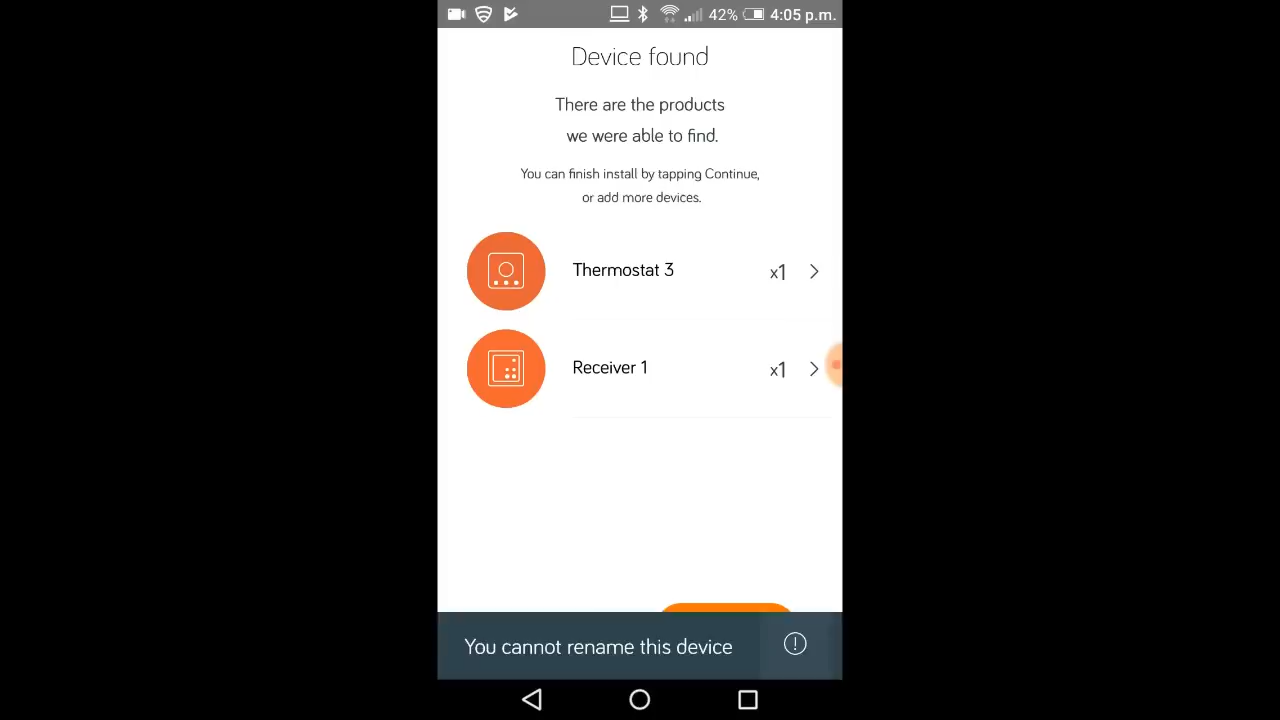 42% 4:05 p.m.
Device found
There are the products
we were able to find.
You can finish install by tapping Continue,
or add more devices.
Thermostat 3 x1
Receiver 1 x1
You cannot rename this device